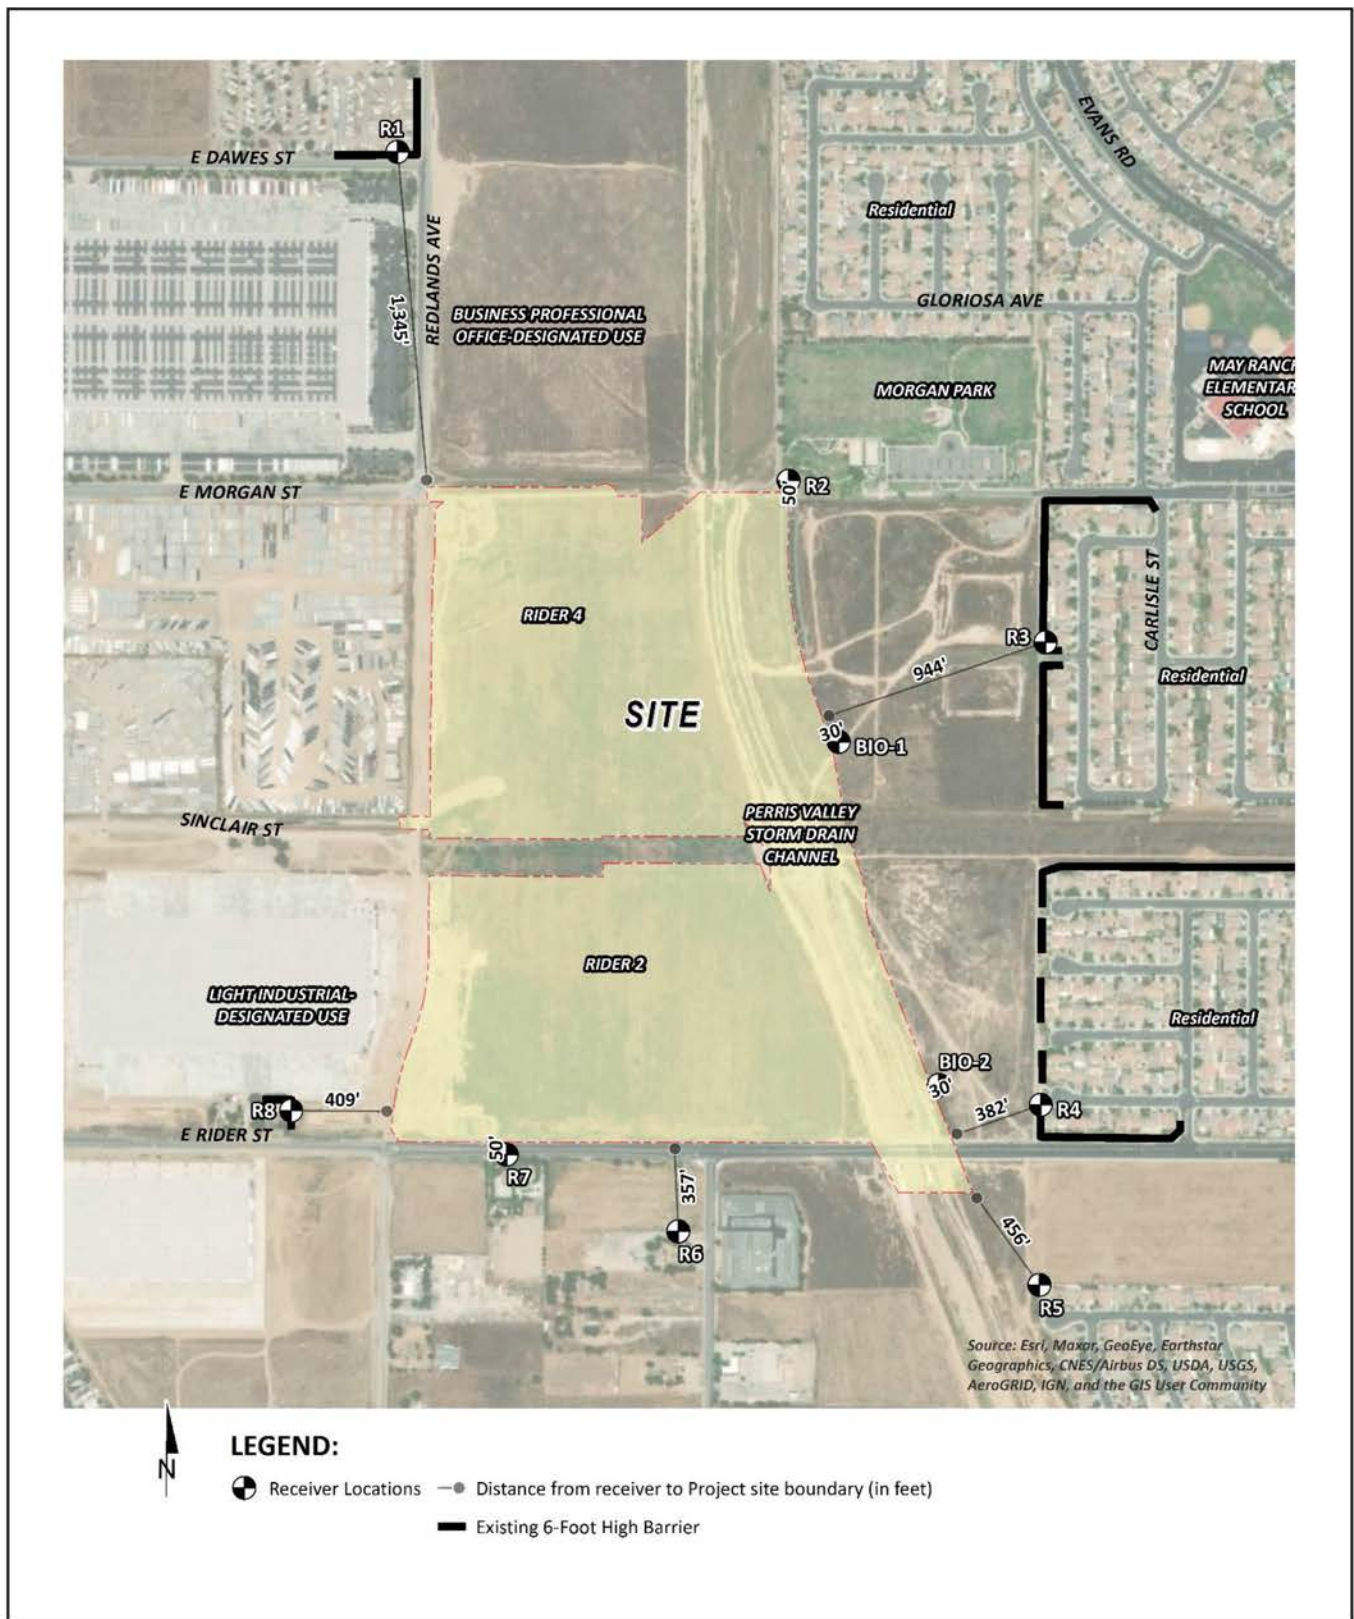 R1
E DAWES ST
EVANS RD
Residential
REDLANDS AVE
1,345'
BUSINESS PROFESSIONAL
OFFICE-DESIGNATED USE
GLORIOSA AVE
MORGAN PARK
MAY RANCH
ELEMENTAR
SCHOOL
E MORGAN ST
50'
R2
RIDER 4
CARLISLE ST
R3
944'
Residential
SITE
30'
BIO-1
SINCLAIR ST
PERRIS VALLEY
STORM DRAIN
CHANNEL
RIDER 2
LIGHT INDUSTRIAL-
DESIGNATED USE
Residential
BIO-2
30'
R8
409'
382'
R4
E RIDER ST
50'
R7
357'
R6
456'
R5
Source: Esri, Maxar, GeoEye, Earthstar
Geographics, CNES/Airbus DS, USDA, USGS,
AeroGRID, IGN, and the GIS User Community
N
LEGEND:
Receiver Locations
Distance from receiver to Project site boundary (in feet)
Existing 6-Foot High Barrier